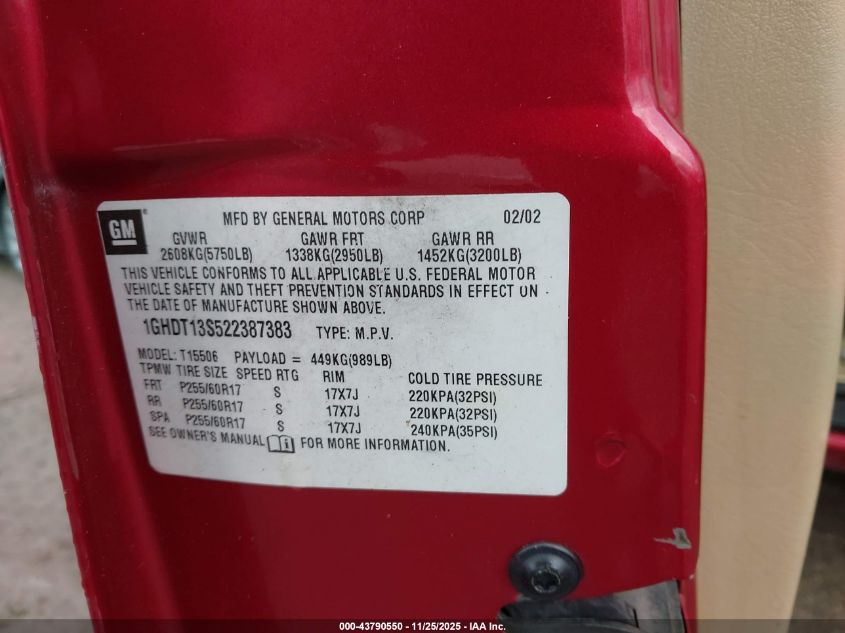 GM
MFD BY GENERAL MOTORS CORP 02/02
GVWR GAWR FRT GAWR RR
2608KG(5750LB) 1338KG(2950LB) 1452KG(3200LB)
THIS VEHICLE CONFORMS TO ALL APPLICABLE U.S. FEDERAL MOTOR
VEHICLE SAFETY AND THEFT PREVENTION STANDARDS IN EFFECT ON
THE DATE OF MANUFACTURE SHOWN ABOVE.
1GHDT13S522387383 TYPE: M.P.V.
MODEL: T15506 PAYLOAD = 449KG(989LB)
TPMW TIRE SIZE SPEED RTG RIM COLD TIRE PRESSURE
FRT P255/60R17 S 17X7J 220KPA(32PSI)
RR P255/60R17 S 17X7J 220KPA(32PSI)
SPA P255/60R17 S 17X7J 240KPA(35PSI)
SEE OWNER'S MANUAL i FOR MORE INFORMATION.
000-43790550 - 11/25/2025 - IAA Inc.